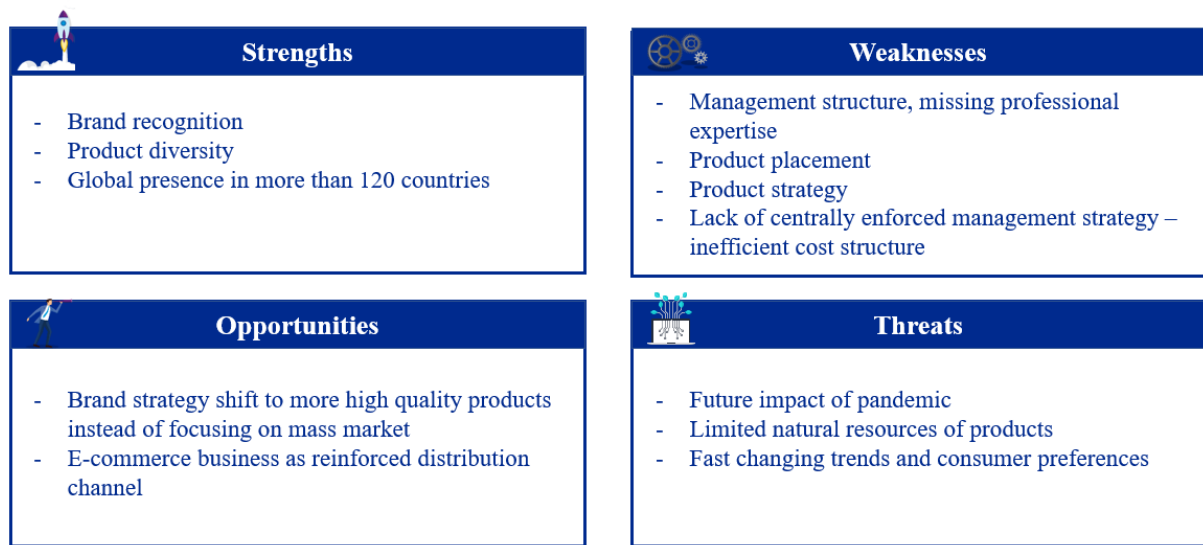 Strengths
- Brand recognition
- Product diversity
- Global presence in more than 120 countries
Weaknesses
- Management structure, missing professional
expertise
- Product placement
- Product strategy
- Lack of centrally enforced management strategy –
inefficient cost structure
Opportunities
- Brand strategy shift to more high quality products
instead of focusing on mass market
- E-commerce business as reinforced distribution
channel
Threats
- Future impact of pandemic
- Limited natural resources of products
- Fast changing trends and consumer preferences